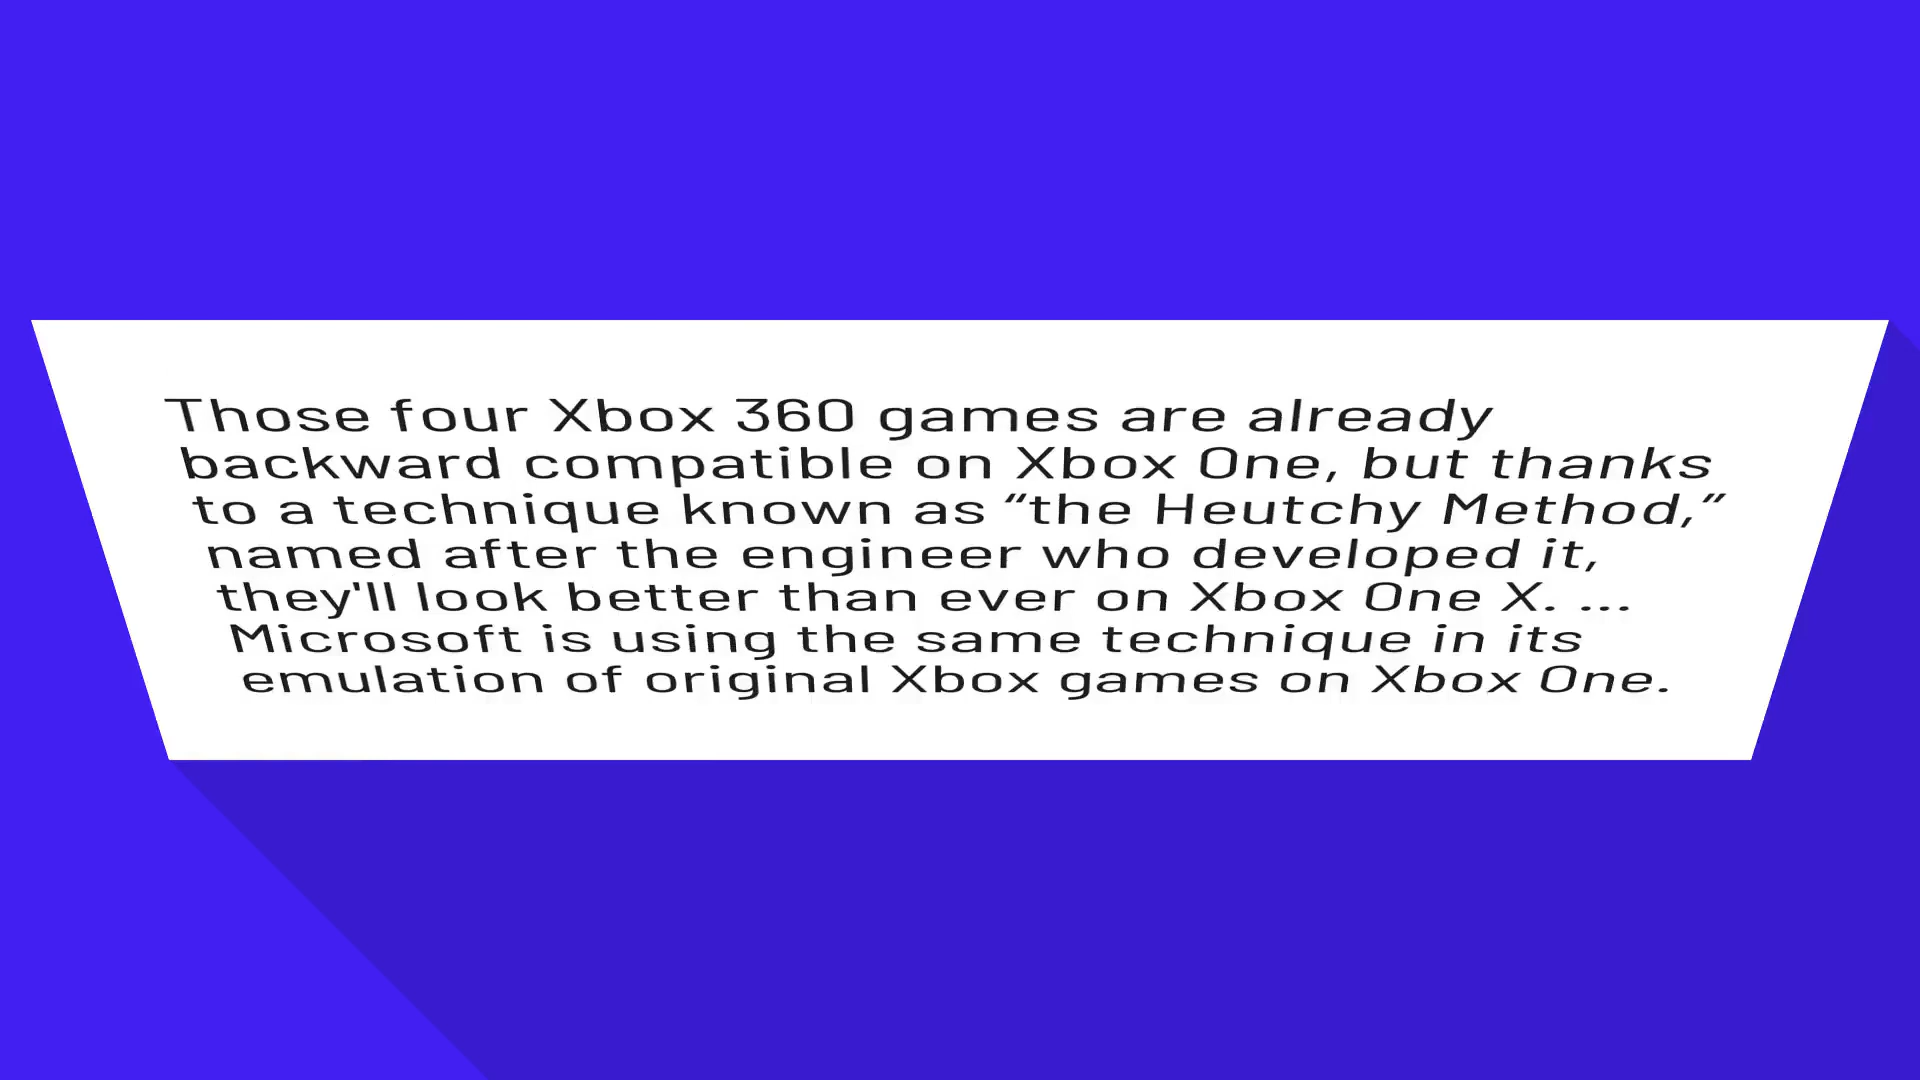 Those four Xbox 360 games are already
backward compatible on Xbox One, but thanks
to a technique known as “the Heutchy Method,”
named after the engineer who developed it,
they'll look better than ever on Xbox One X. ...
Microsoft is using the same technique in its
emulation of original Xbox games on Xbox One.